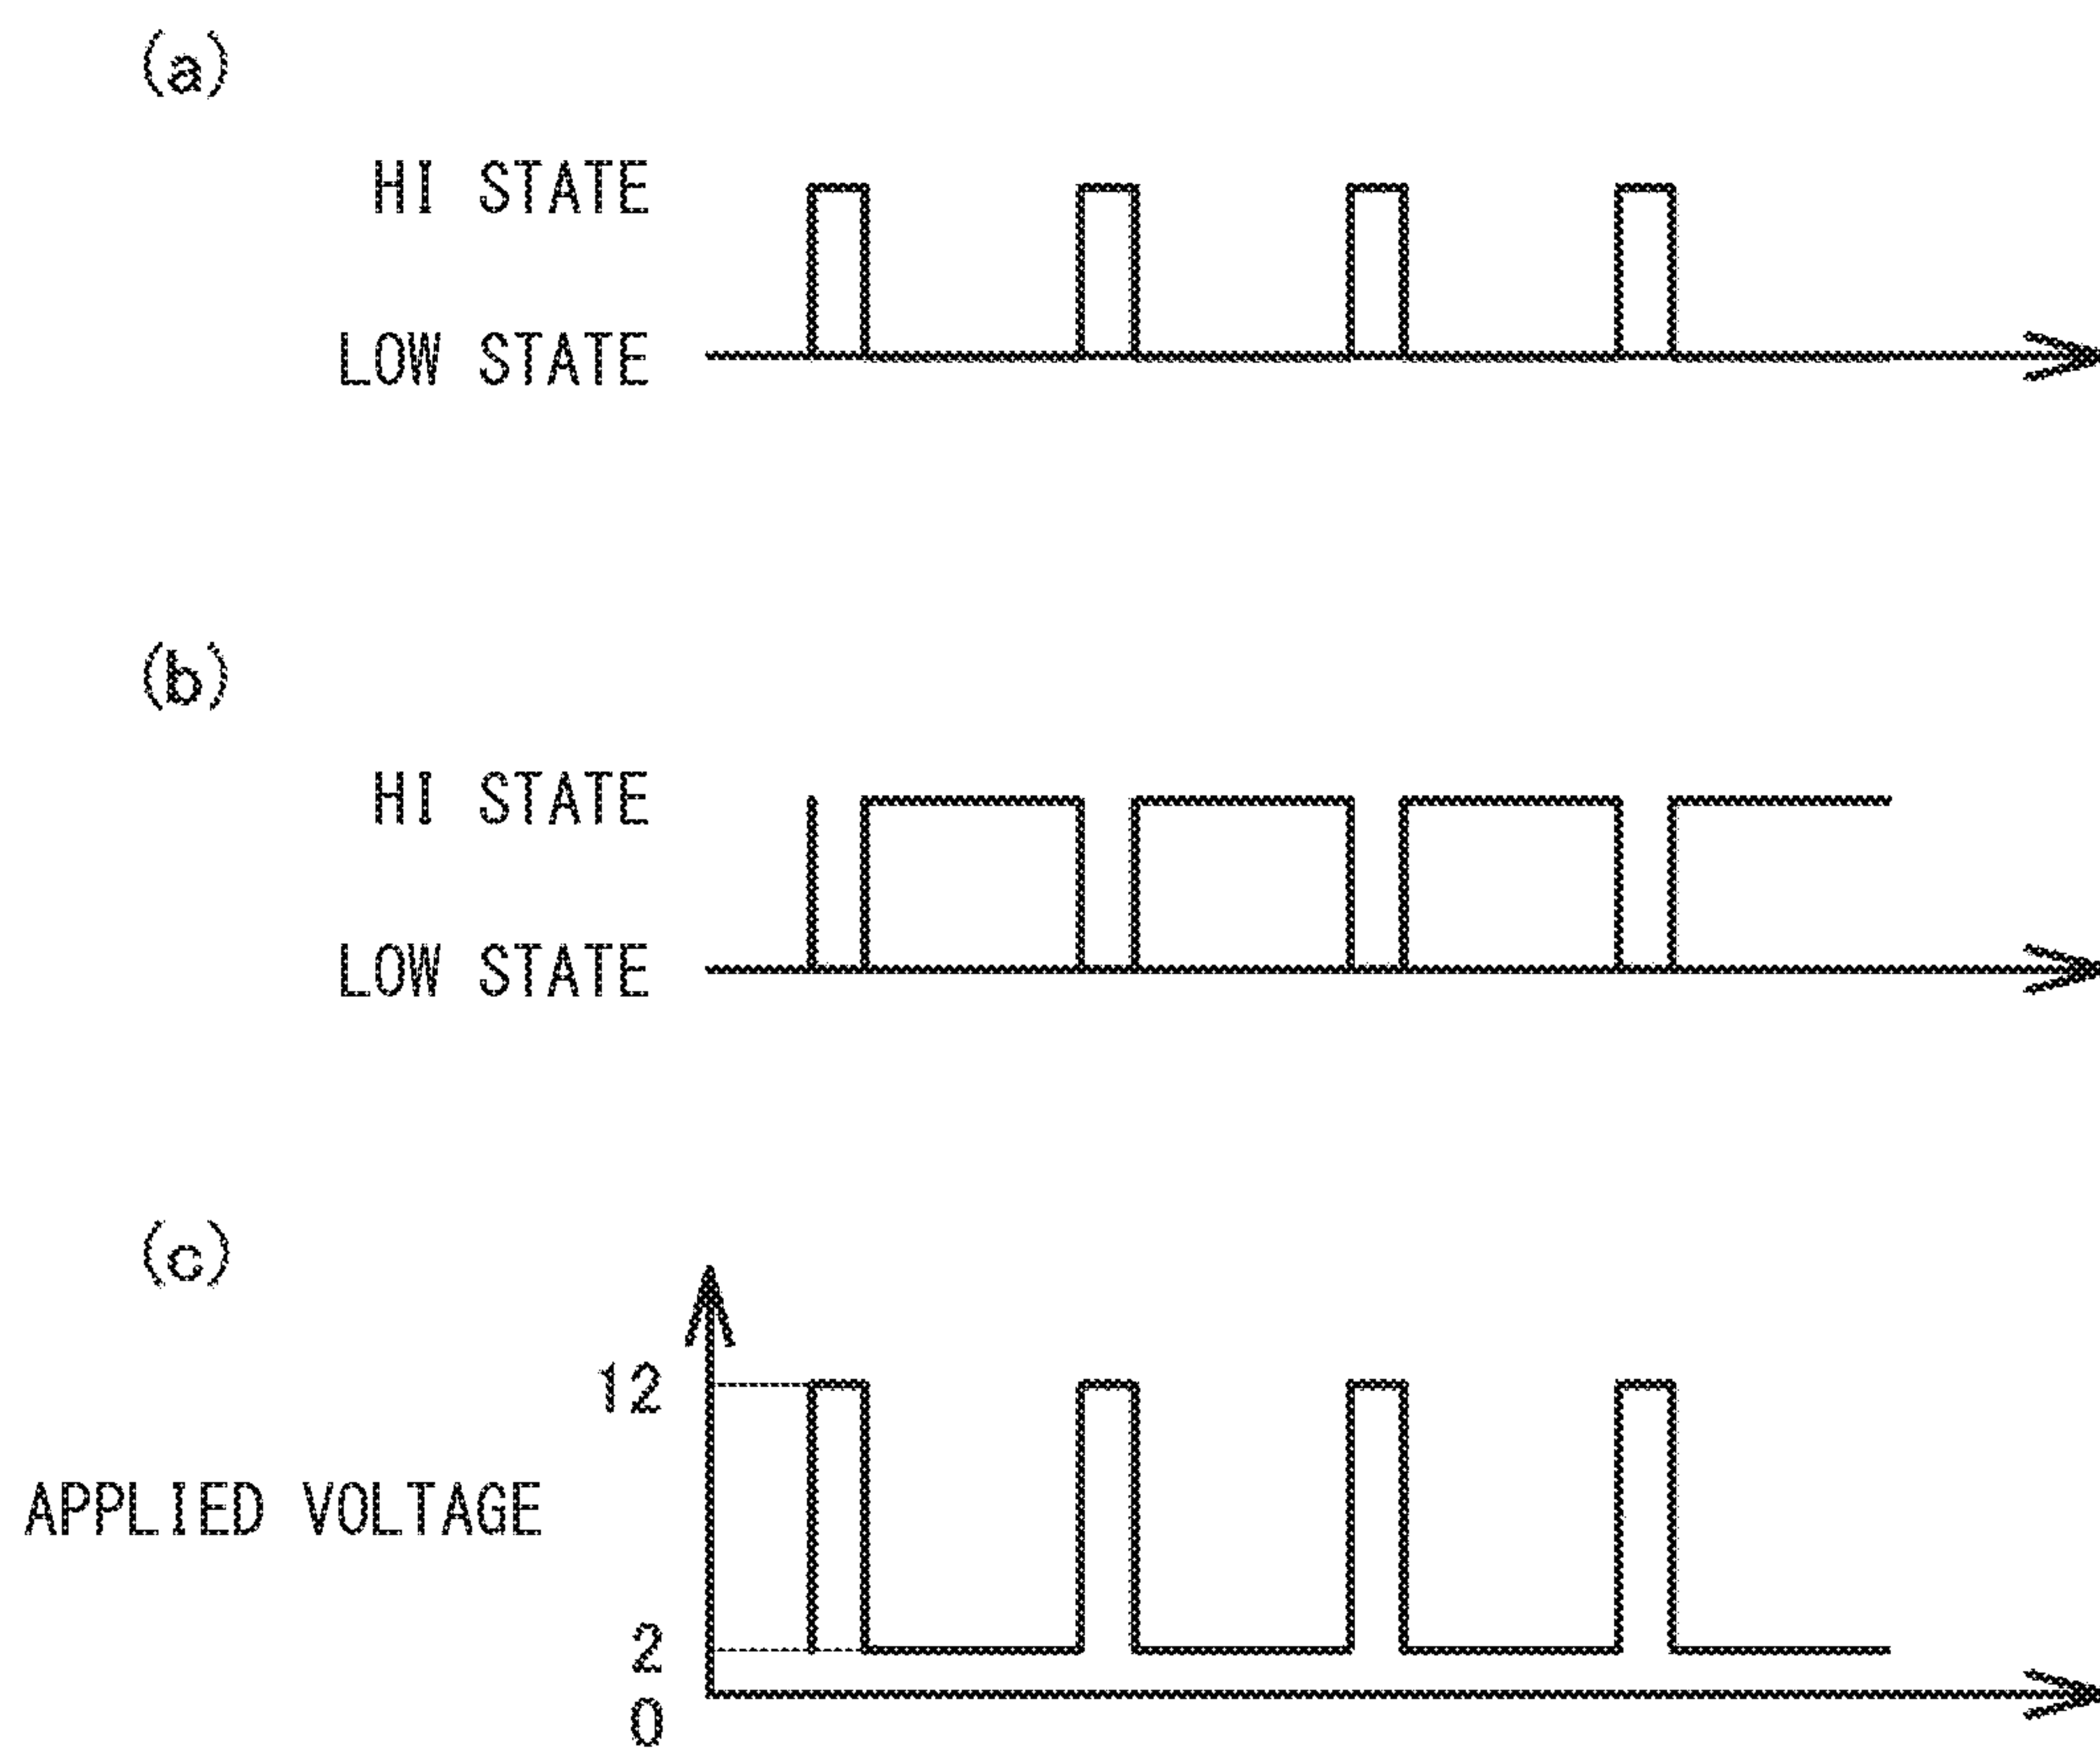 (a)
HI STATE
LOW STATE
(b)
HI STATE
LOW STATE
(c)
12
APPLIED VOLTAGE
2
0